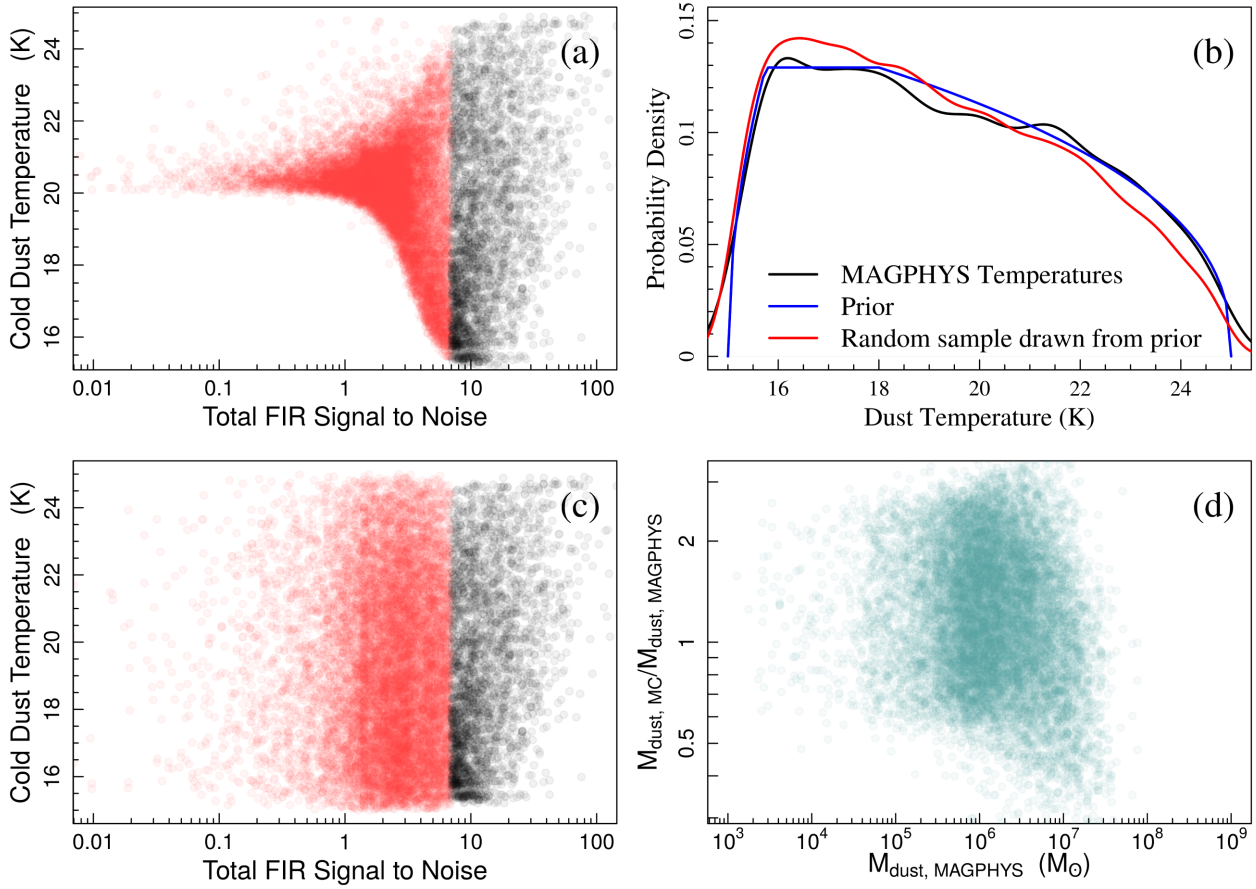 (a)
Cold Dust Temperature (K)
16 18 20 22 24
0.01 0.1 1 10 100
Total FIR Signal to Noise
(b)
Probability Density
0 0.05 0.1 0.15
MAGPHYS Temperatures
Prior
Random sample drawn from prior
16 18 20 22 24
Dust Temperature (K)
(c)
Cold Dust Temperature (K)
16 18 20 22 24
0.01 0.1 1 10 100
Total FIR Signal to Noise
(d)
M_dust, MC/M_dust, MAGPHYS
0.5 1 2
10^3 10^4 10^5 10^6 10^7 10^8 10^9
M_dust, MAGPHYS (M_⊙)